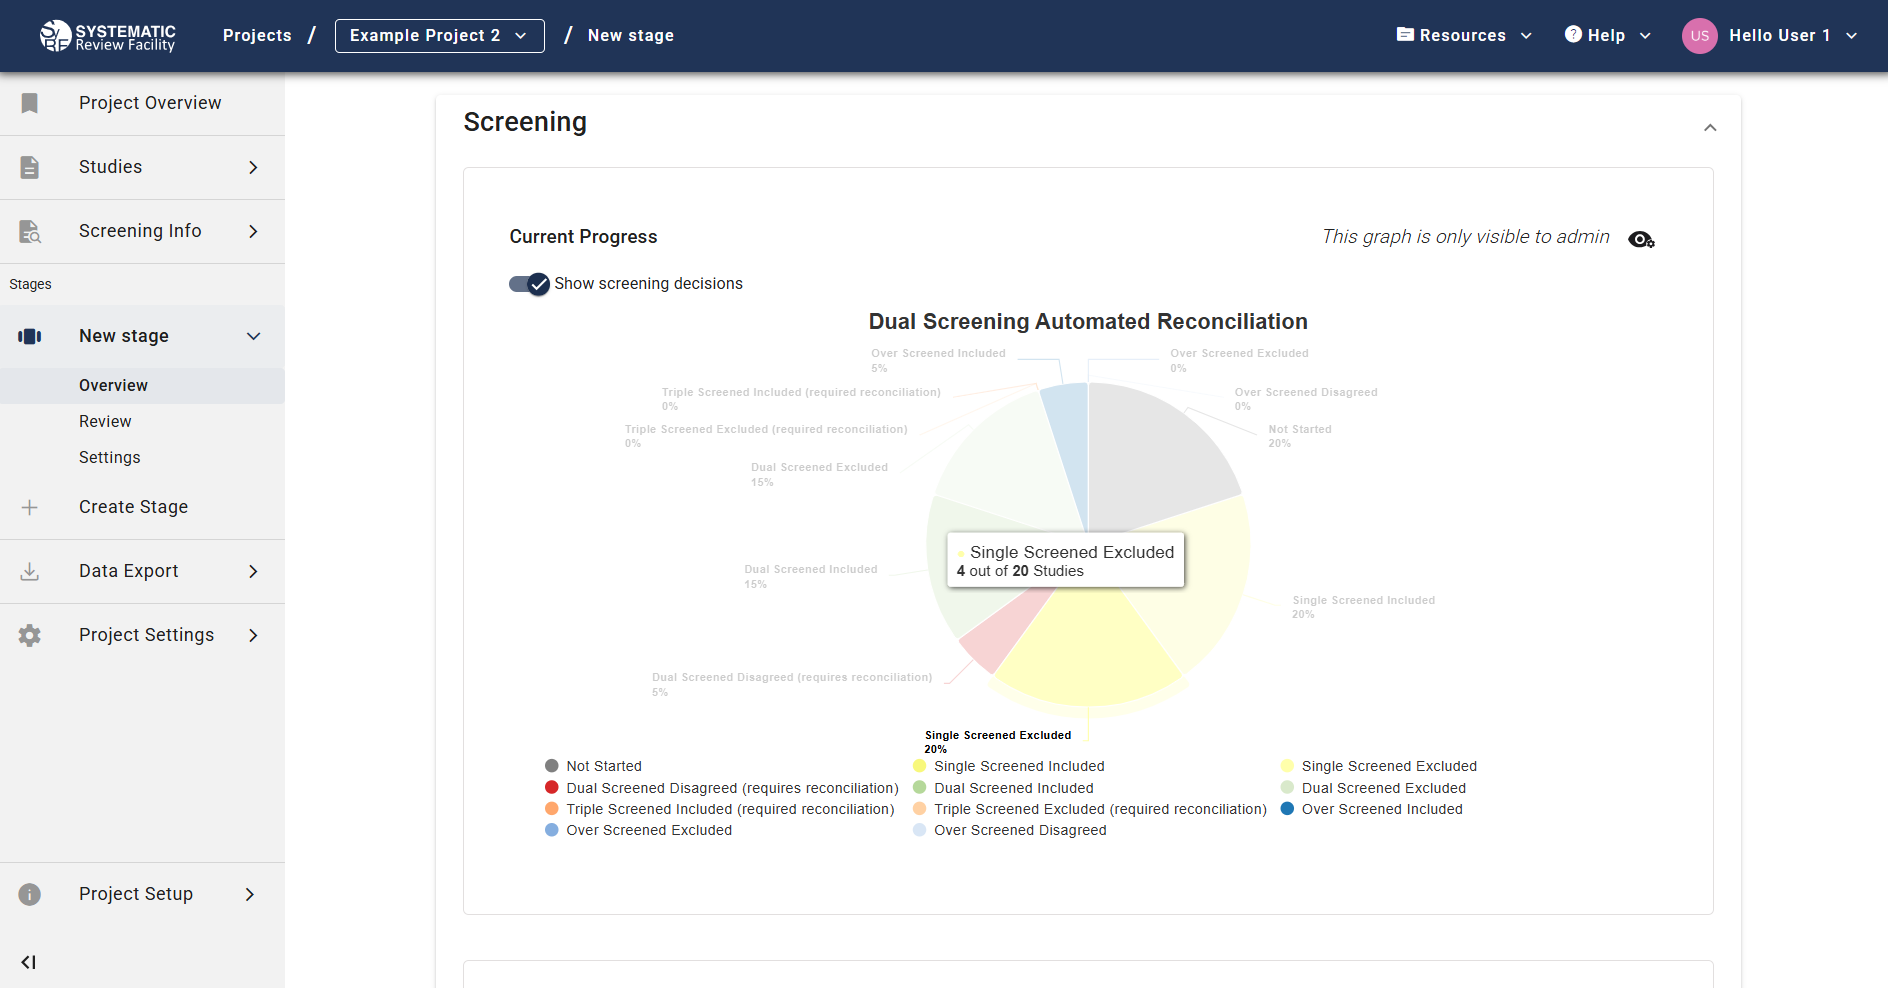 SYSTEMATIC
Review Facility
Projects / Example Project 2 / New stage
Resources
Help
US
Hello User 1
Project Overview
Studies
Screening Info
Stages
New stage
Overview
Review
Settings
Create Stage
Data Export
Project Settings
Project Setup
Screening
Current Progress
This graph is only visible to admin
Show screening decisions
Dual Screening Automated Reconciliation
Over Screened Included
5%
Over Screened Excluded
0%
Triple Screened Included (required reconciliation)
0%
Over Screened Disagreed
0%
Triple Screened Excluded (required reconciliation)
0%
Not Started
20%
Dual Screened Excluded
15%
Single Screened Excluded
4 out of 20 Studies
Dual Screened Included
15%
Single Screened Included
20%
Dual Screened Disagreed (requires reconciliation)
5%
Single Screened Excluded
20%
Not Started
Single Screened Included
Single Screened Excluded
Dual Screened Disagreed (requires reconciliation)
Dual Screened Included
Dual Screened Excluded
Triple Screened Included (required reconciliation)
Triple Screened Excluded (required reconciliation)
Over Screened Included
Over Screened Excluded
Over Screened Disagreed